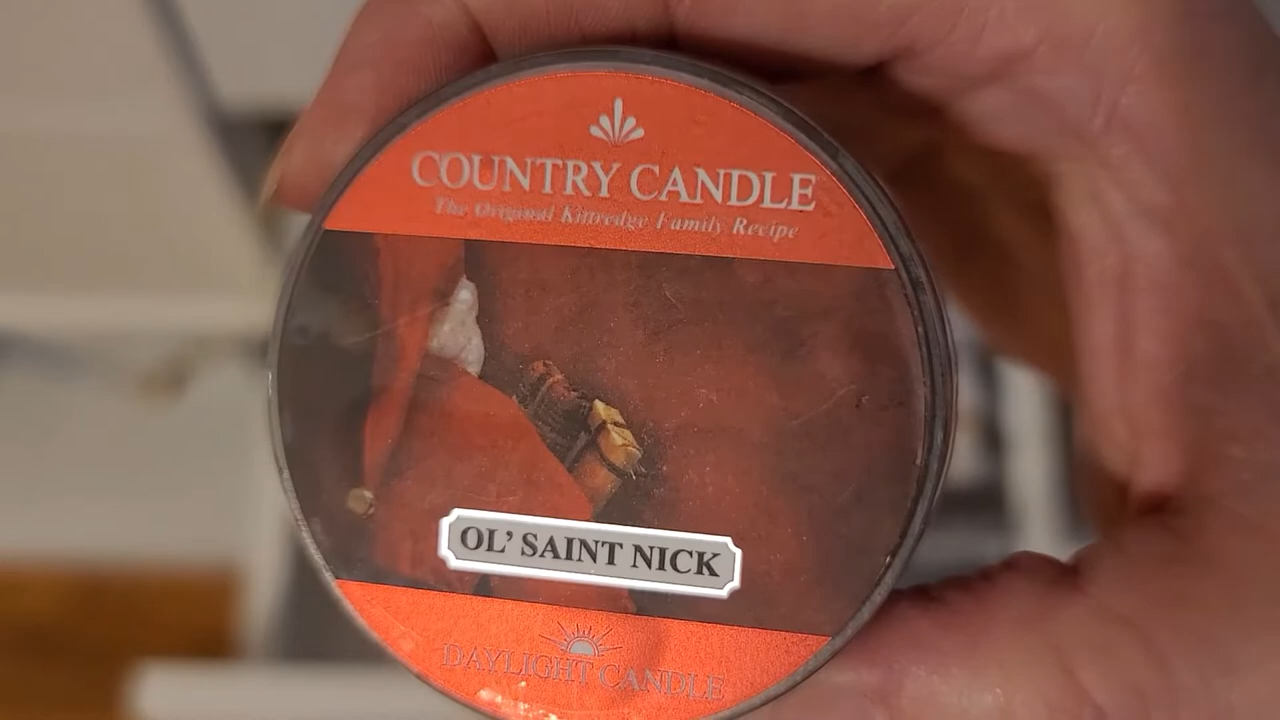 COUNTRY CANDLE
The Original Kittredge Family Recipe
OL' SAINT NICK
DAYLIGHT CANDLE